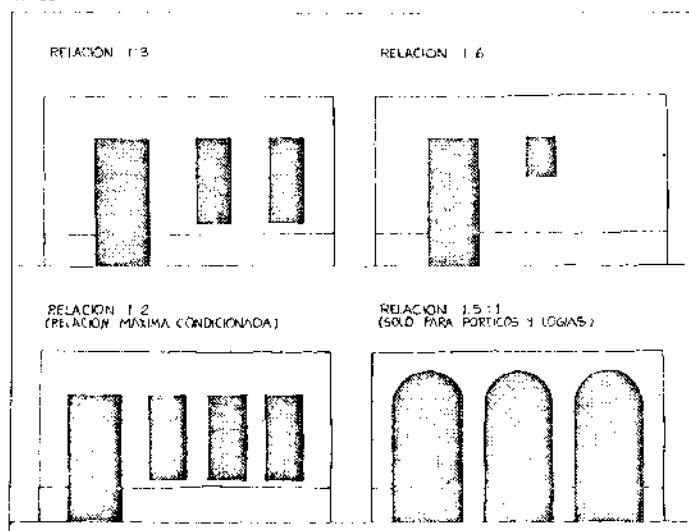 RELACION 1:3
RELACION 1:6
RELACION 1:2
(RELACION MAXIMA CONDICIONADA)
RELACION 1.5:1
(SOLO PARA PORTICOS Y LOGIAS)